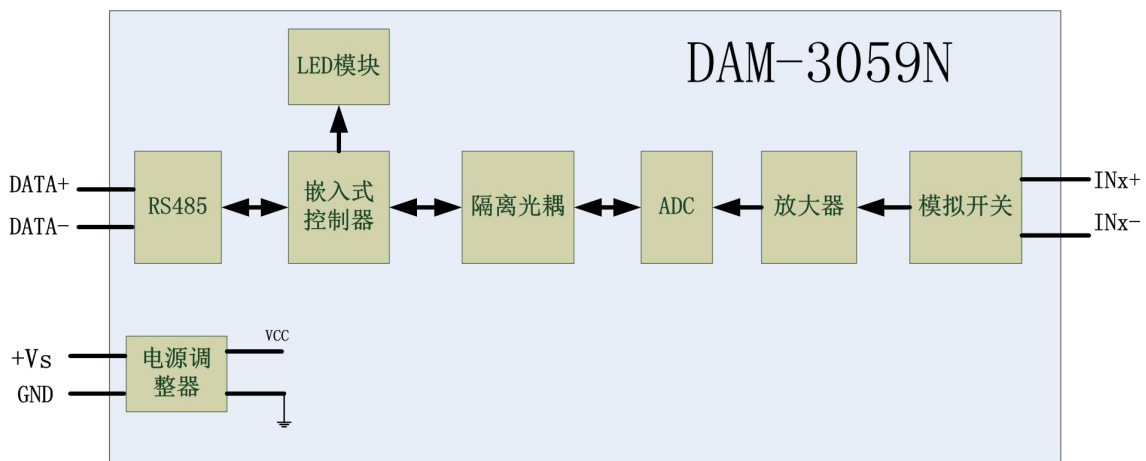 DAM-3059N
LED模块
DATA+
DATA-
RS485
嵌入式
控制器
隔离光耦
ADC
放大器
模拟开关
INx+
INx-
+Vs
GND
电源调
整器
VCC